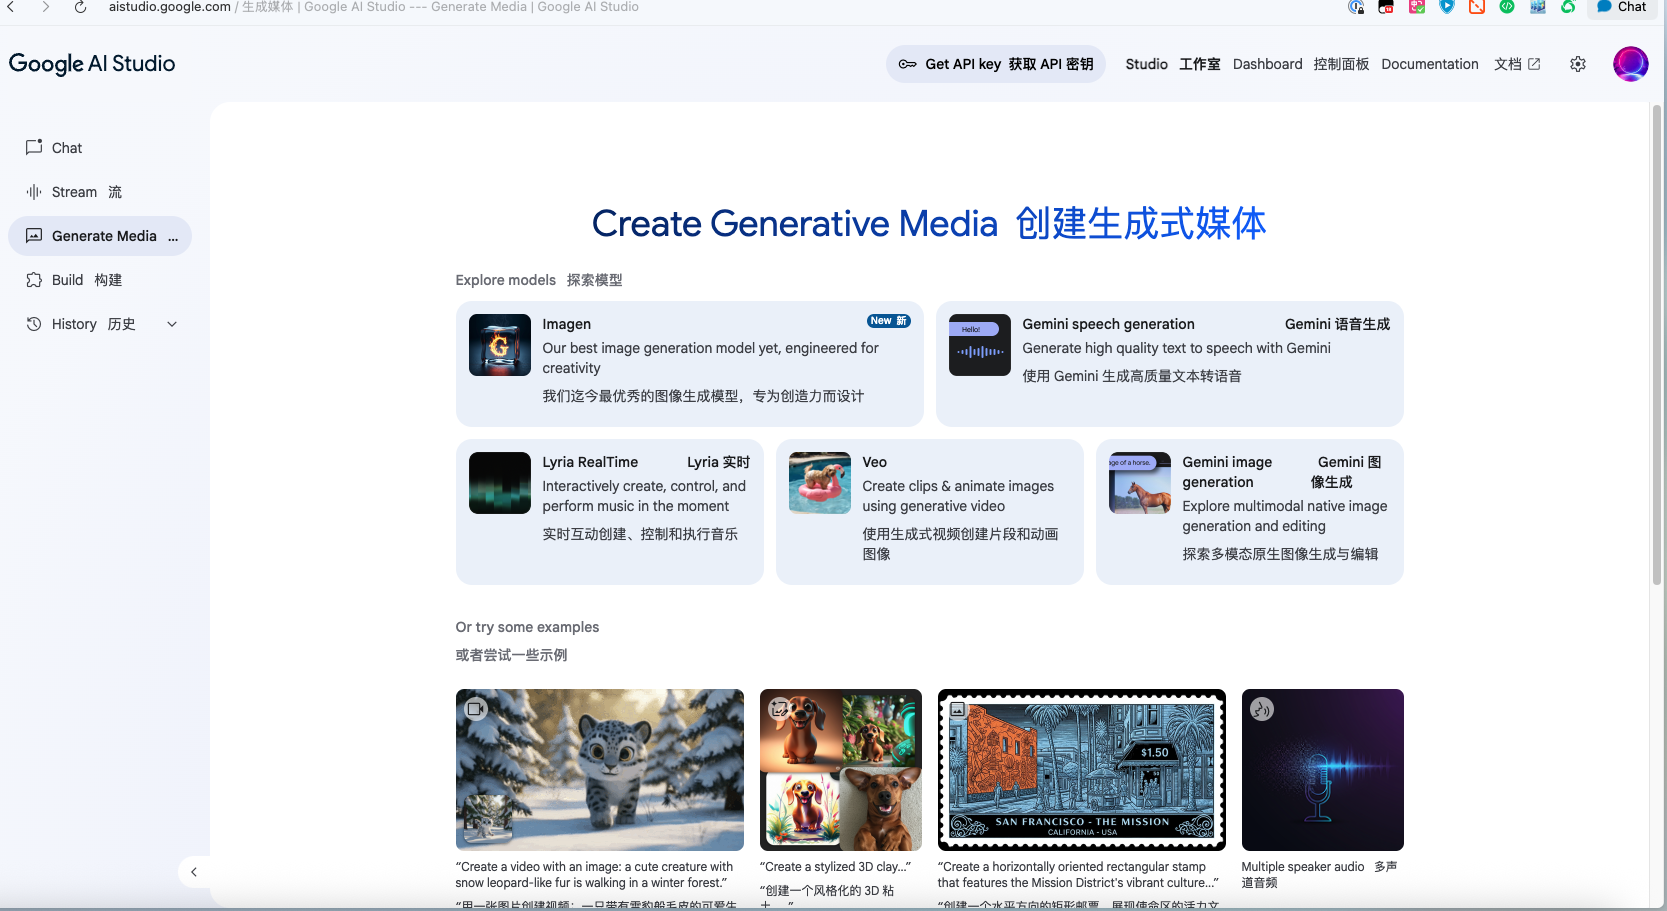 aistudio.google.com / 生成媒体 | Google AI Studio --- Generate Media | Google AI Studio
Chat
Google AI Studio
Get API key 获取 API 密钥
Studio 工作室 Dashboard 控制面板 Documentation 文档
Chat
Stream 流
Generate Media ...
Build 构建
History 历史
Create Generative Media 创建生成式媒体
Explore models 探索模型
Imagen
New 新
Our best image generation model yet, engineered for
creativity
我们迄今最优秀的图像生成模型，专为创造力而设计
Hello!
Gemini speech generation Gemini 语音生成
Generate high quality text to speech with Gemini
使用 Gemini 生成高质量文本转语音
Lyria RealTime Lyria 实时
Interactively create, control, and
perform music in the moment
实时互动创建、控制和执行音乐
Veo
Create clips & animate images
using generative video
使用生成式视频创建片段和动画
图像
age of a horse.
Gemini image Gemini 图
generation 像生成
Explore multimodal native image
generation and editing
探索多模态原生图像生成与编辑
Or try some examples
或者尝试一些示例
$1.50
SAN FRANCISCO - THE MISSION
CALIFORNIA - USA
“Create a video with an image: a cute creature with
snow leopard-like fur is walking in a winter forest.”
“用一张图片创建视频：一只带有雪豹般毛皮的可爱生
“Create a stylized 3D clay...”
“创建一个风格化的 3D 粘
土...”
“Create a horizontally oriented rectangular stamp
that features the Mission District's vibrant culture...”
“创建一个水平方向的矩形邮票，展现使命区的活力文
Multiple speaker audio 多声
道音频